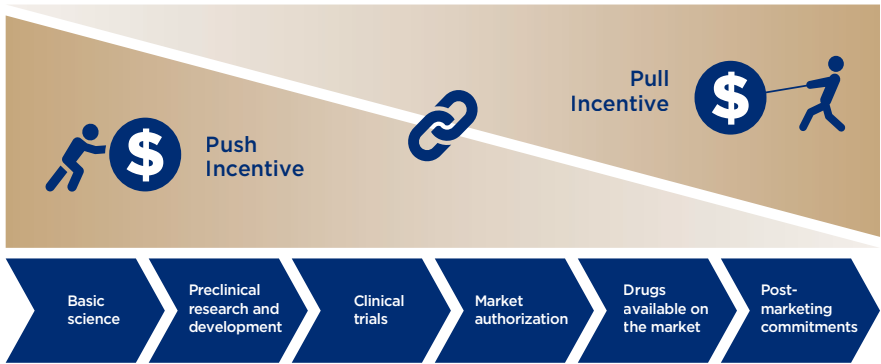 Pull
Incentive
$
Push
Incentive
$
Basic
science
Preclinical
research and
development
Clinical
trials
Market
authorization
Drugs
available on
the market
Post-
marketing
commitments